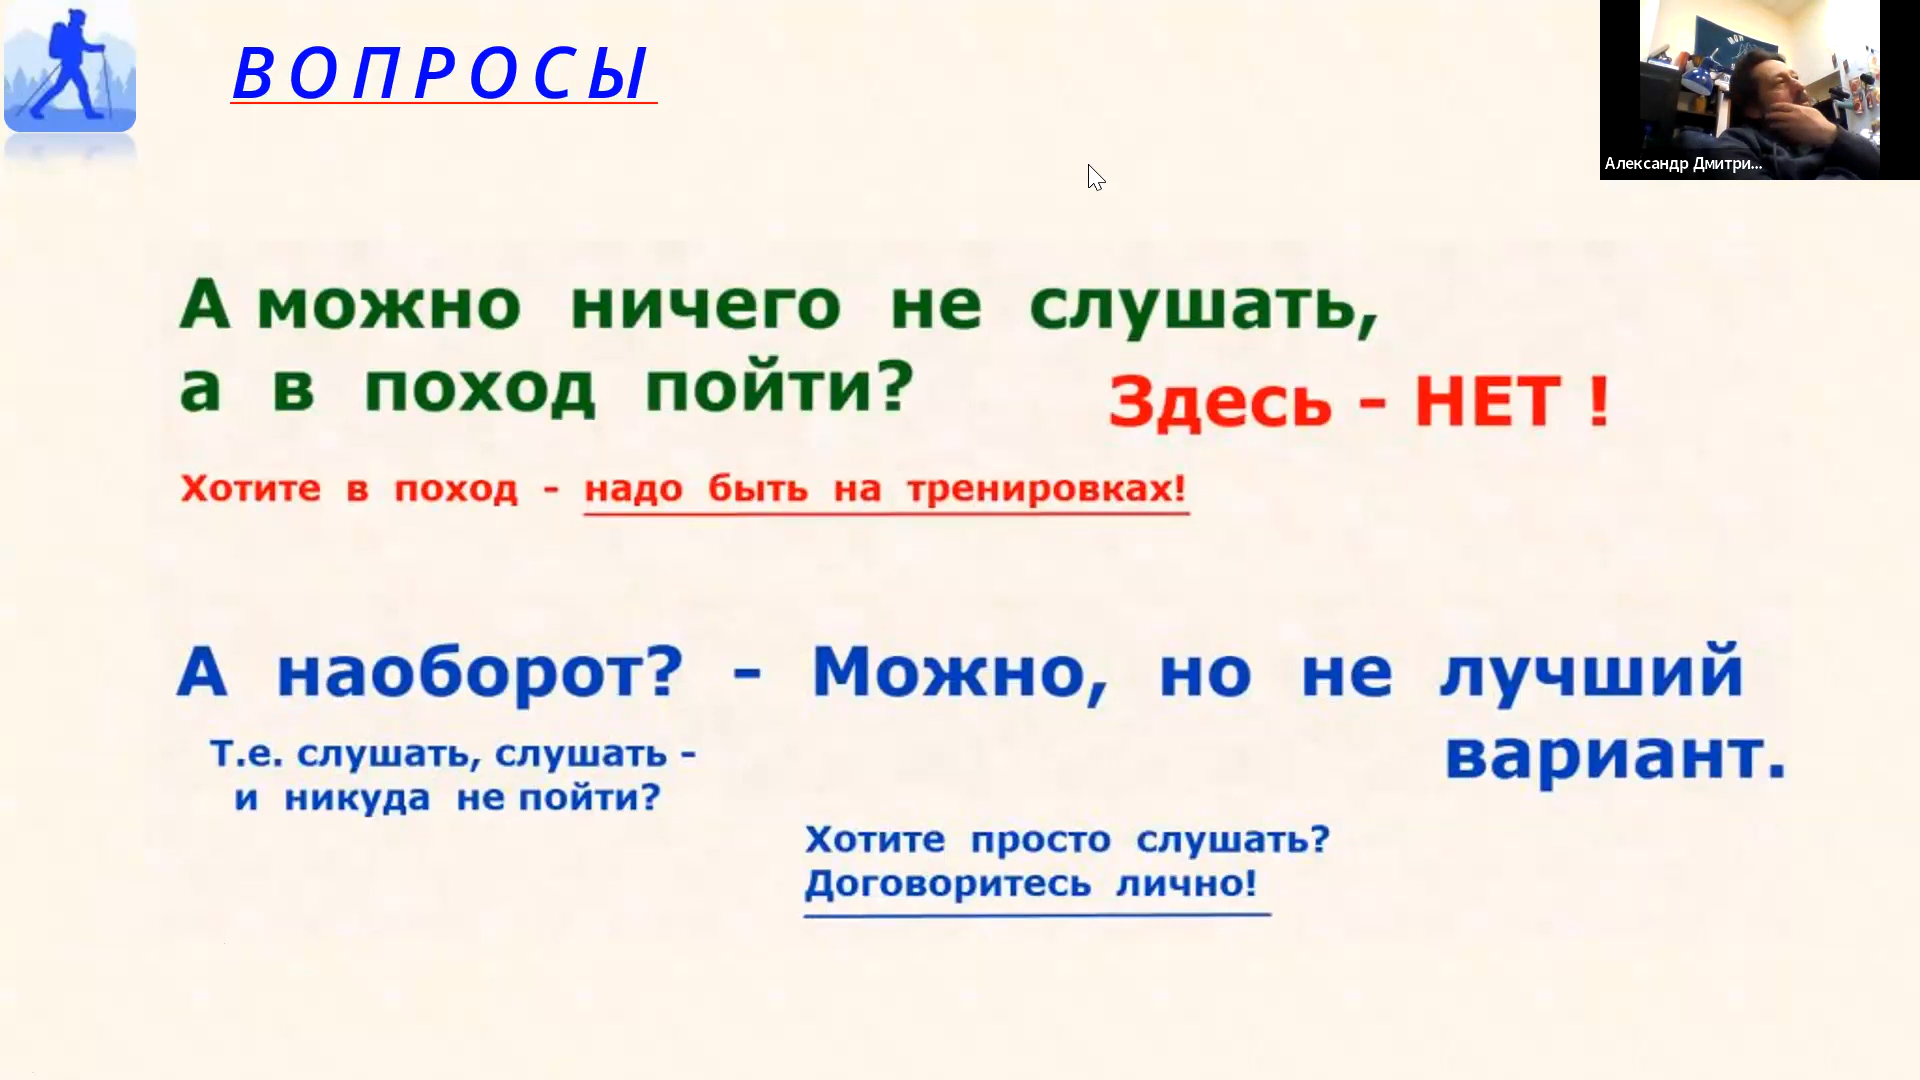 ВОПРОСЫ
А можно ничего не слушать,
а в поход пойти?
Здесь - НЕТ !
Хотите в поход - надо быть на тренировках!
А наоборот? - Можно, но не лучший
вариант.
Т.е. слушать, слушать -
и никуда не пойти?
Хотите просто слушать?
Договоритесь лично!
Александр Дмитри...